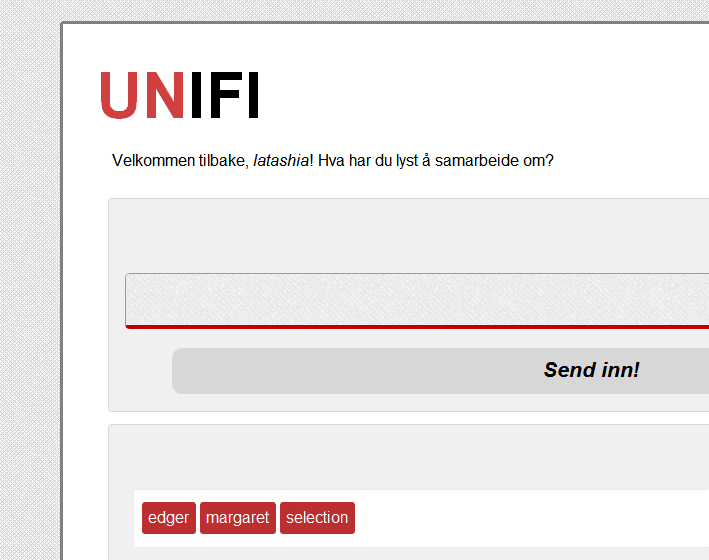 UNIFI
Velkommen tilbake, latashia! Hva har du lyst å samarbeide om?
Send inn!
edger margaret selection